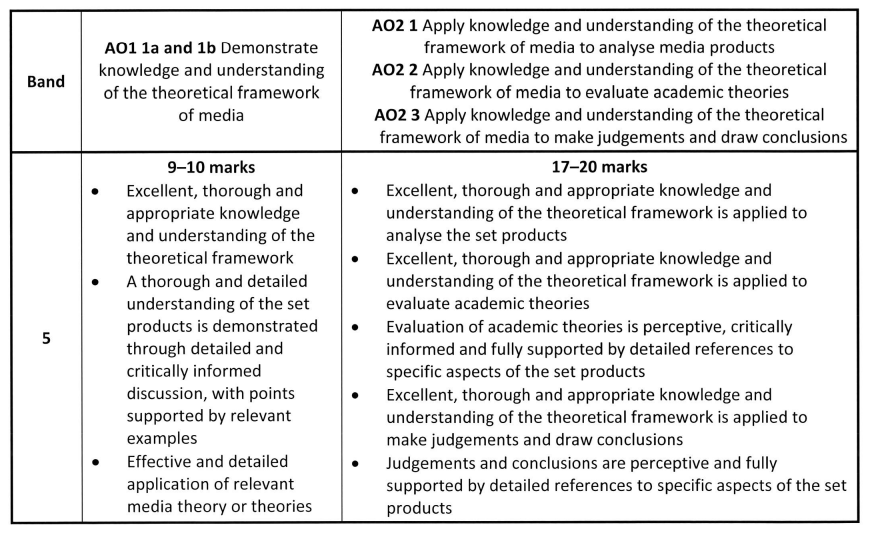 Band
AO1 1a and 1b Demonstrate
knowledge and understanding
of the theoretical framework
of media
AO2 1 Apply knowledge and understanding of the theoretical
framework of media to analyse media products
AO2 2 Apply knowledge and understanding of the theoretical
framework of media to evaluate academic theories
AO2 3 Apply knowledge and understanding of the theoretical
framework of media to make judgements and draw conclusions
5
9–10 marks
• Excellent, thorough and
appropriate knowledge
and understanding of the
theoretical framework
• A thorough and detailed
understanding of the set
products is demonstrated
through detailed and
critically informed
discussion, with points
supported by relevant
examples
• Effective and detailed
application of relevant
media theory or theories
17–20 marks
• Excellent, thorough and appropriate knowledge and
understanding of the theoretical framework is applied to
analyse the set products
• Excellent, thorough and appropriate knowledge and
understanding of the theoretical framework is applied to
evaluate academic theories
• Evaluation of academic theories is perceptive, critically
informed and fully supported by detailed references to
specific aspects of the set products
• Excellent, thorough and appropriate knowledge and
understanding of the theoretical framework is applied to
make judgements and draw conclusions
• Judgements and conclusions are perceptive and fully
supported by detailed references to specific aspects of the set
products